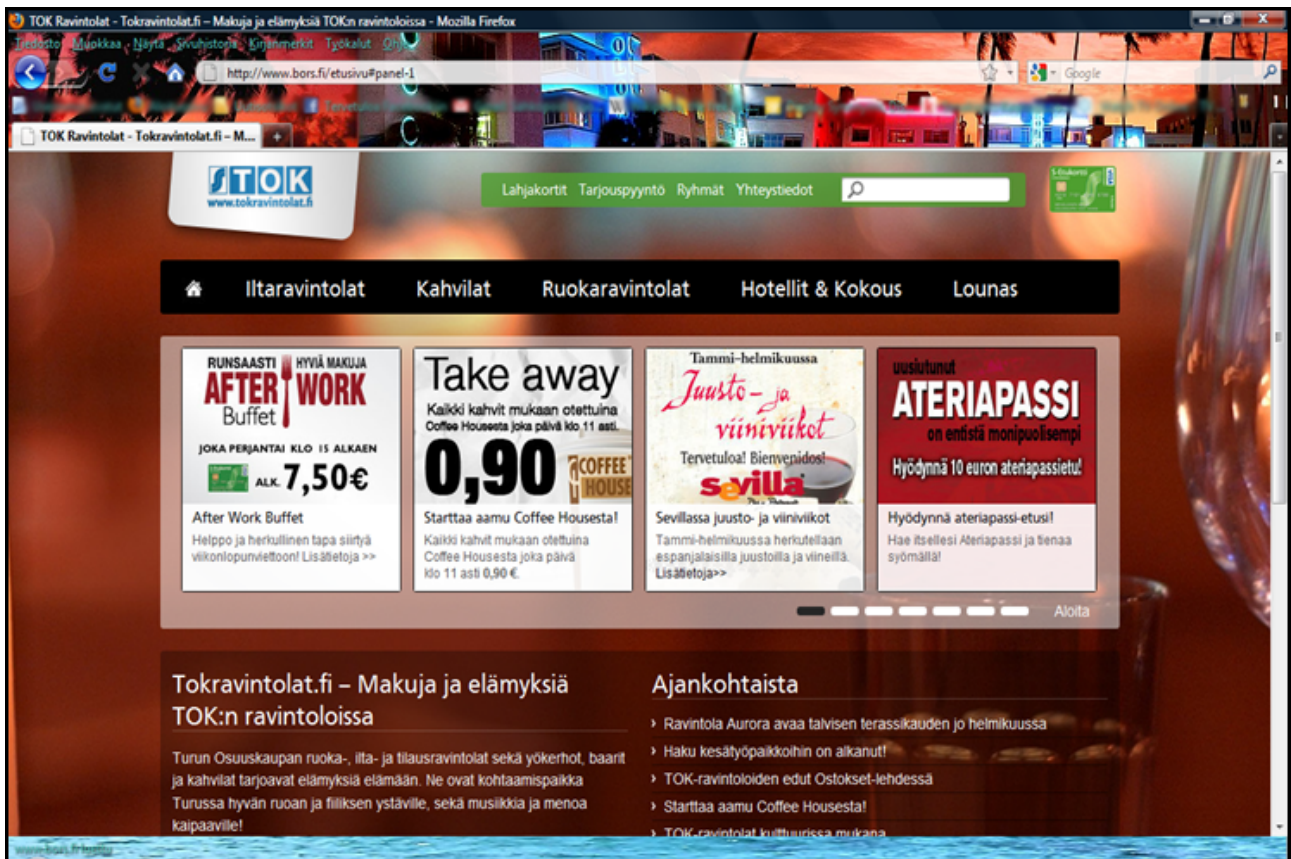 TOK Ravintolat - Tokravintolat.fi – Makuja ja elämyksiä TOK:n ravintoloissa - Mozilla Firefox
Tiedosto Muokkaa Näytä Sivuhistoria Kirjanmerkit Työkalut Ohje
http://www.bors.fi/etusivu#panel-1
Google
TOK Ravintolat - Tokravintolat.fi – M...
STOK
www.tokravintolat.fi
Lahjakortit Tarjouspyyntö Ryhmät Yhteystiedot
S-Etukortti
Iltaravintolat Kahvilat Ruokaravintolat Hotellit & Kokous Lounas
RUNSAASTI HYVIÄ MAKUJA
AFTER WORK
Buffet
JOKA PERJANTAI KLO 15 ALKAEN
ALK. 7,50€
After Work Buffet
Helppo ja herkullinen tapa siirtyä
viikonlopunviettoon! Lisätietoja >>
Take away
Kaikki kahvit mukaan otettuina
Coffee Housesta joka päivä klo 11 asti.
0,90
COFFEE
HOUSE
Starttaa aamu Coffee Housesta!
Kaikki kahvit mukaan otettuina
Coffee Housesta joka päivä
klo 11 asti 0,90 €.
Tammi-helmikuussa
Juusto- ja
viiniviikot
Tervetuloa! Bienvenidos!
sevilla
Sevillassa juusto- ja viiniviikot
Tammi-helmikuussa herkutellaan
espanjalaisilla juustoilla ja viineillä.
Lisätietoja>>
uusiutunut
ATERIAPASSI
on entistä monipuolisempi
Hyödynnä 10 euron ateriapassietu!
Hyödynnä ateriapassi-etusi!
Hae itsellesi Ateriapassi ja tienaa
syömällä!
Aloita
Tokravintolat.fi – Makuja ja elämyksiä
TOK:n ravintoloissa
Turun Osuuskaupan ruoka-, ilta- ja tilausravintolat sekä yökerhot, baarit
ja kahvilat tarjoavat elämyksiä elämään. Ne ovat kohtaamispaikka
Turussa hyvän ruoan ja fiiliksen ystäville, sekä musiikkia ja menoa
kaipaaville!
Ajankohtaista
› Ravintola Aurora avaa talvisen terassikauden jo helmikuussa
› Haku kesätyöpaikkoihin on alkanut!
› TOK-ravintoloiden edut Ostokset-lehdessä
› Starttaa aamu Coffee Housesta!
› TOK-ravintolat kulttuurissa mukana